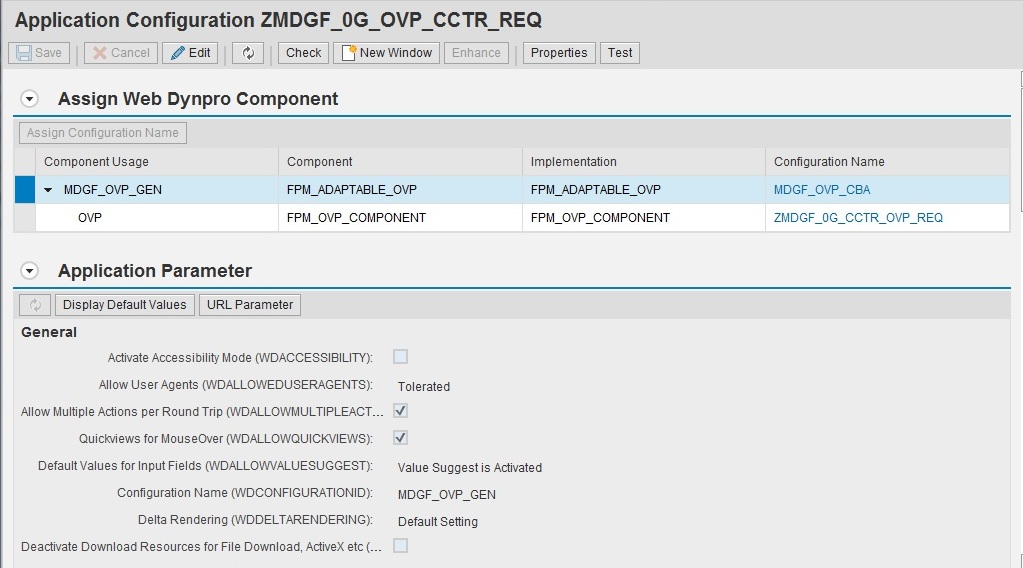 Application Configuration ZMDGF_0G_OVP_CCTR_REQ
Save Cancel Edit Check New Window Enhance Properties Test
Assign Web Dynpro Component
Assign Configuration Name
Component Usage Component Implementation Configuration Name
MDGF_OVP_GEN FPM_ADAPTABLE_OVP FPM_ADAPTABLE_OVP MDGF_OVP_CBA
OVP FPM_OVP_COMPONENT FPM_OVP_COMPONENT ZMDGF_0G_CCTR_OVP_REQ
Application Parameter
Display Default Values URL Parameter
General
Activate Accessibility Mode (WDACCESSIBILITY):
Allow User Agents (WDALLOWEDUSERAGENTS): Tolerated
Allow Multiple Actions per Round Trip (WDALLOWMULTIPLEACT...
Quickviews for MouseOver (WDALLOWQUICKVIEWS):
Default Values for Input Fields (WDALLOWVALUESUGGEST): Value Suggest is Activated
Configuration Name (WDCONFIGURATIONID): MDGF_OVP_GEN
Delta Rendering (WDDELTARENDERING): Default Setting
Deactivate Download Resources for File Download, ActiveX etc (...